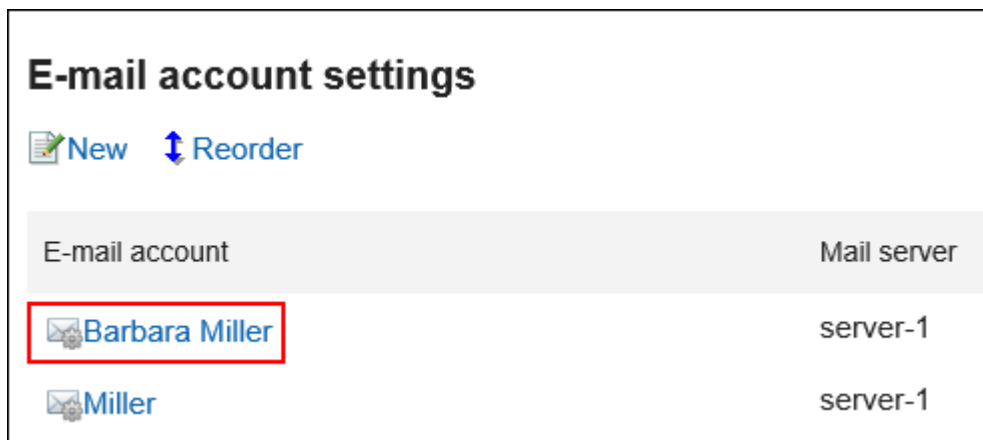 E-mail account settings
New Reorder
E-mail account Mail server
Barbara Miller server-1
Miller server-1